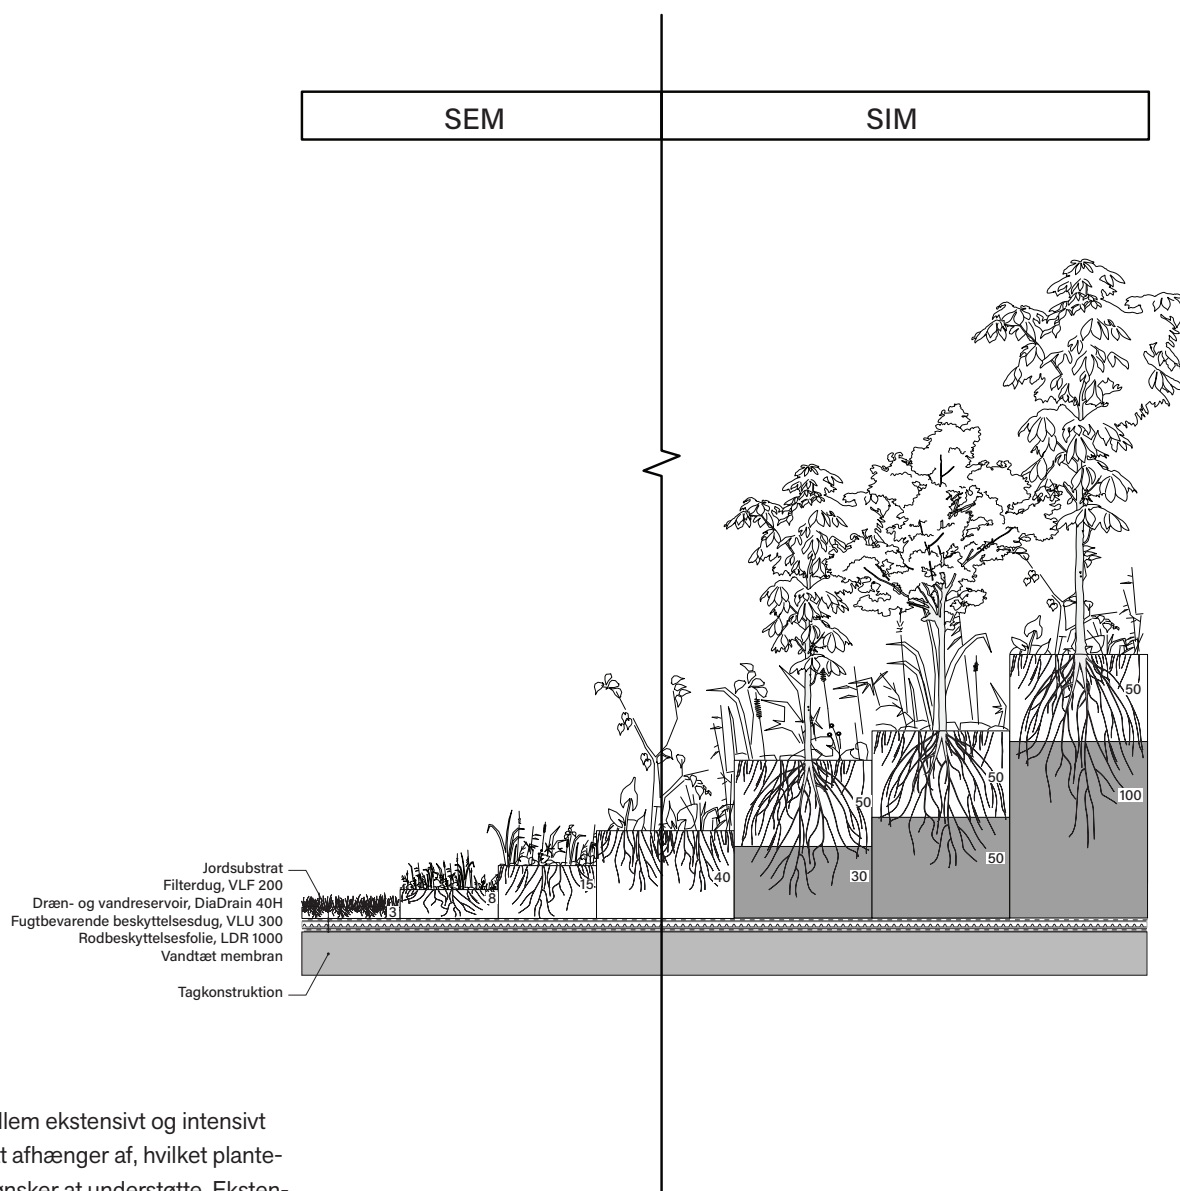 SEM
SIM
50
50
50
100
50
50
30
40
15
8
3
Jordsubstrat
Filterdug, VLF 200
Dræn- og vandreservoir, DiaDrain 40H
Fugtbevarende beskyttelsesdug, VLU 300
Rodbeskyttelsesfolie, LDR 1000
Vandtæt membran
Tagkonstruktion
llem ekstensivt og intensivt
t afhænger af, hvilket plante-
ønsker at understøtte. Eksten-